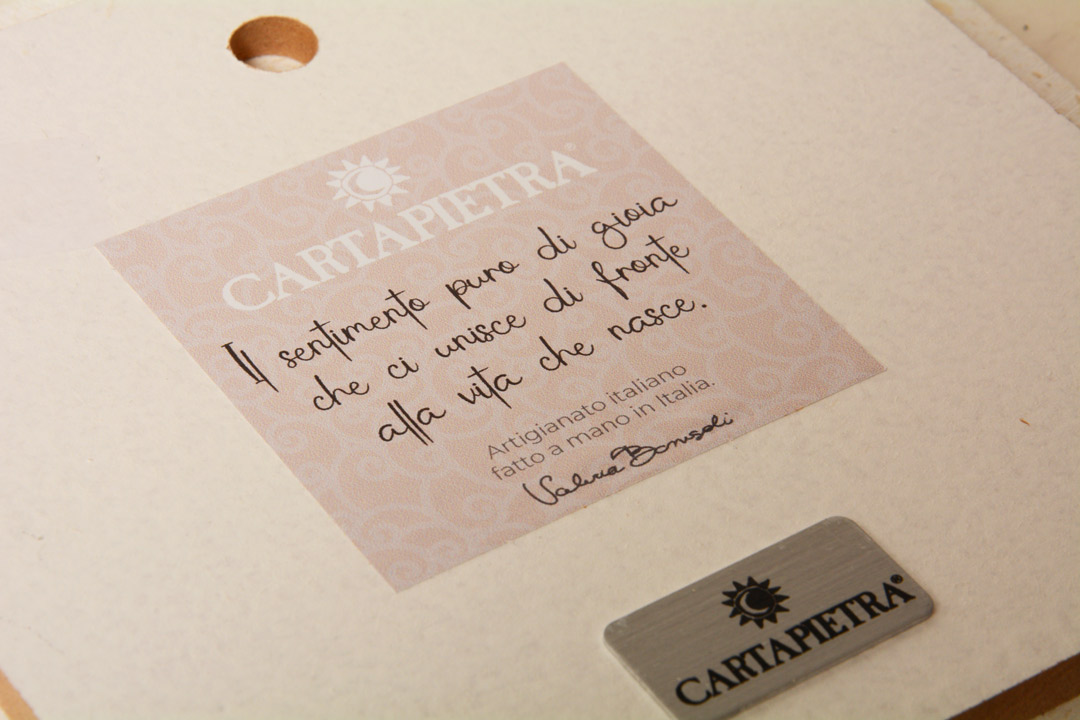 CARTAPIETRA
Il sentimento puro di gioia
che ci unisce di fronte
alla vita che nasce.
Artigianato italiano
fatto a mano in Italia.
Valeria
CARTAPIETRA®